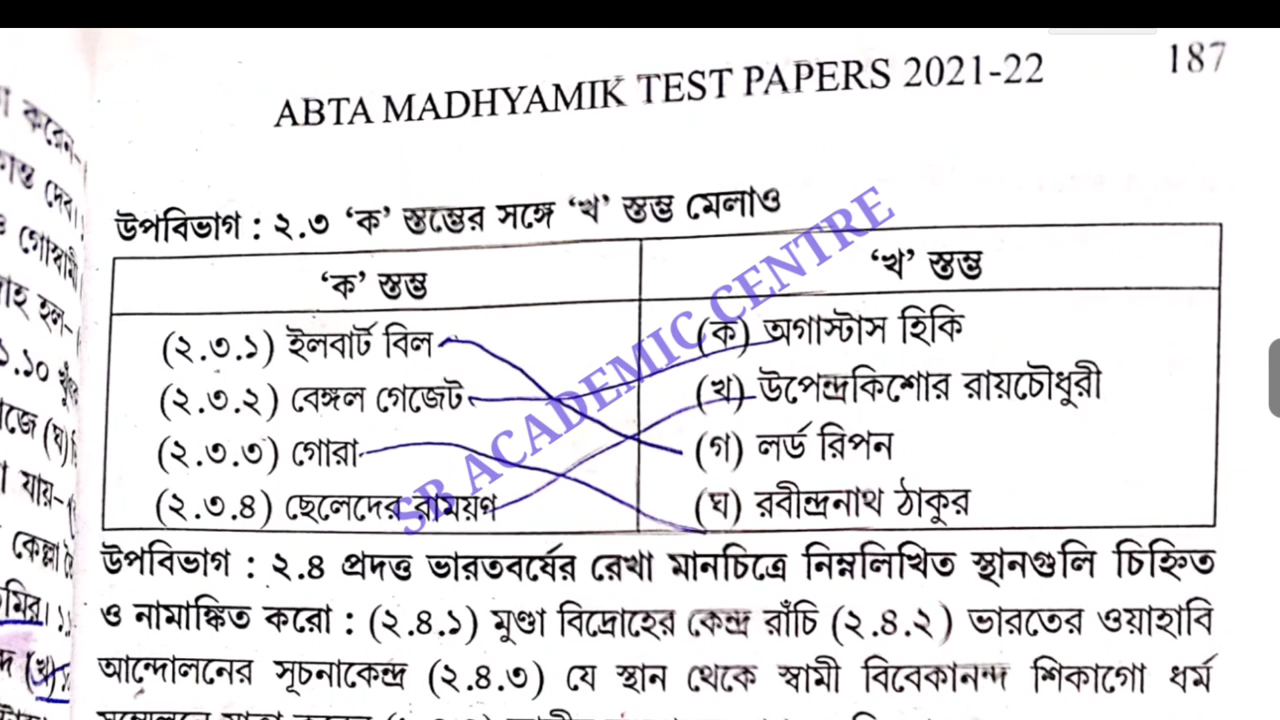 ABTA MADHYAMIK TEST PAPERS 2021-22
187
উপবিভাগ : ২.৩ ‘ক’ স্তম্ভের সঙ্গে ‘খ’ স্তম্ভ মেলাও
‘ক’ স্তম্ভ
‘খ’ স্তম্ভ
(২.৩.১) ইলবার্ট বিল
(ক) অগাস্টাস হিকি
(২.৩.২) বেঙ্গল গেজেট
(খ) উপেন্দ্রকিশোর রায়চৌধুরী
(২.৩.৩) গোরা
(গ) লর্ড রিপন
(২.৩.৪) ছেলেদের রাময়ণ
(ঘ) রবীন্দ্রনাথ ঠাকুর
SB ACADEMIC CENTRE
উপবিভাগ : ২.৪ প্রদত্ত ভারতবর্ষের রেখা মানচিত্রে নিম্নলিখিত স্থানগুলি চিহ্নিত
ও নামাঙ্কিত করো : (২.৪.১) মুণ্ডা বিদ্রোহের কেন্দ্র রাঁচি (২.৪.২) ভারতের ওয়াহাবি
আন্দোলনের সূচনাকেন্দ্র (২.৪.৩) যে স্থান থেকে স্বামী বিবেকানন্দ শিকাগো ধর্ম